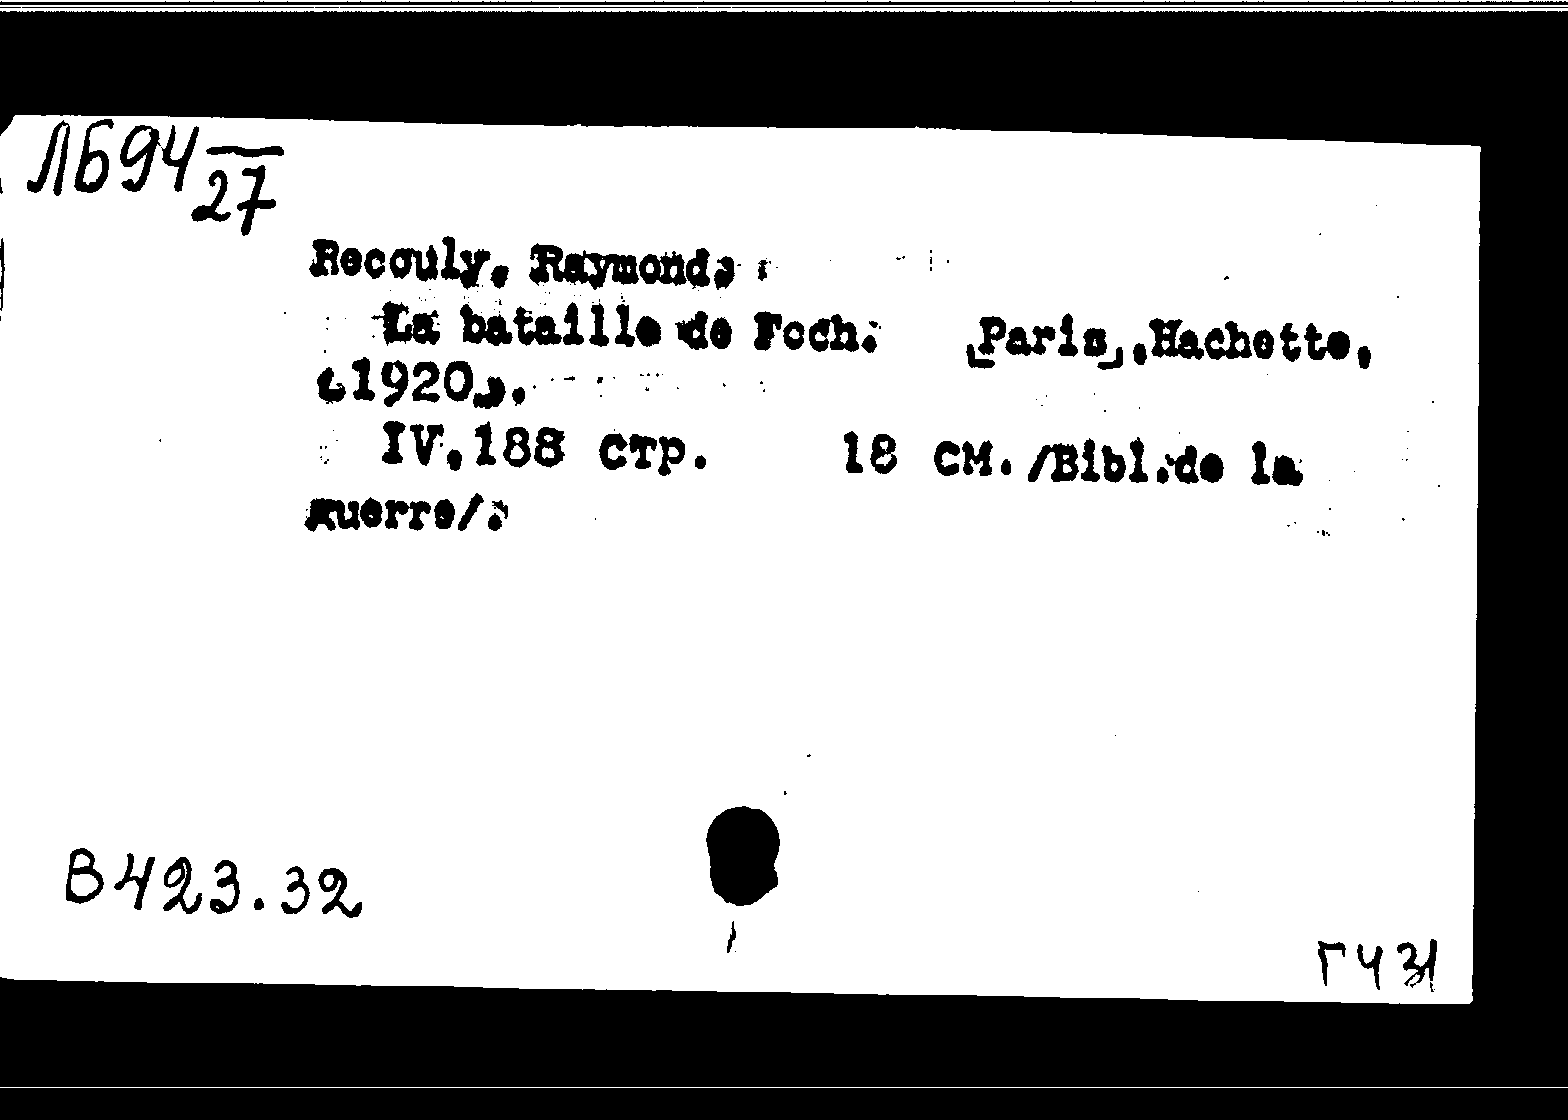 ЛБ94
27
Recouly, Raymond.
La bataille de Foch. [Paris], Hachette,
[1920].
IV,188 стр. 18 см. /Bibl.de la
guerre/.
В423.32
Г431